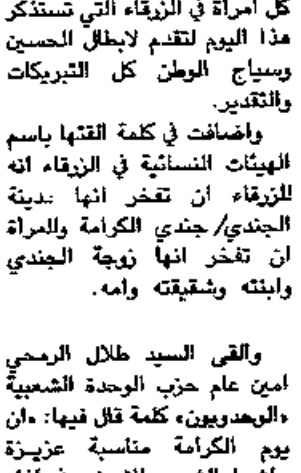 كل امرأة في الزرقاء التي تستذكر
هذا اليوم لتقدم لابطال الحسين
وسياج الوطن كل التبريكات
والتقدير.
واضافت في كلمة القتها باسم
الهيئات النسائية في الزرقاء انه
للزرقاء ان تفخر انها مدينة
الجندي/ جندي الكرامة وللمرأة
ان تفخر انها زوجة الجندي
وابنته وشقيقته وامه.
والقى السيد طلال الرمحي
امين عام حزب الوحدة الشعبية
«الوحدويون» كلمة قال فيها: «ان
يوم الكرامة مناسبة عزيزة